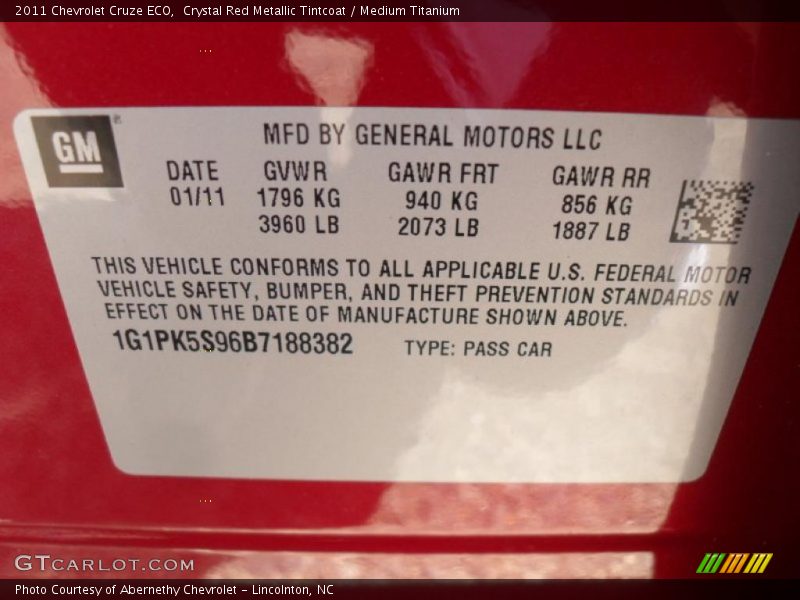 2011 Chevrolet Cruze ECO, Crystal Red Metallic Tintcoat / Medium Titanium
GM ®
MFD BY GENERAL MOTORS LLC
DATE GVWR GAWR FRT GAWR RR
01/11 1796 KG 940 KG 856 KG
3960 LB 2073 LB 1887 LB
THIS VEHICLE CONFORMS TO ALL APPLICABLE U.S. FEDERAL MOTOR
VEHICLE SAFETY, BUMPER, AND THEFT PREVENTION STANDARDS IN
EFFECT ON THE DATE OF MANUFACTURE SHOWN ABOVE.
1G1PK5S96B7188382 TYPE: PASS CAR
GTCARLOT.COM
Photo Courtesy of Abernethy Chevrolet - Lincolnton, NC